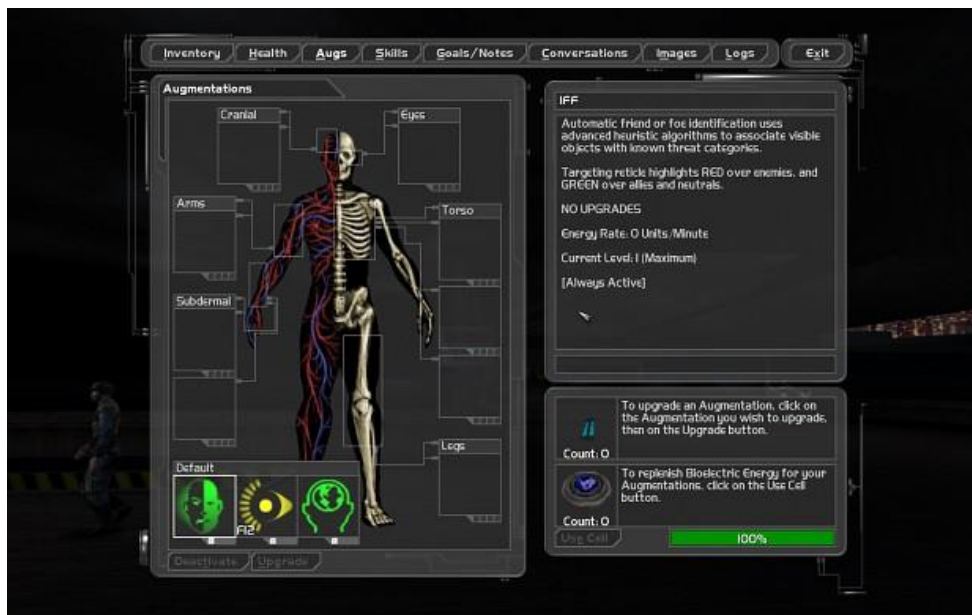 Inventory Health Augs Skills Goals/Notes Conversations Images Logs Exit
Augmentations
Cranial
Eyes
Arms
Torso
Subdermal
Legs
Default
F12
Deactivate Upgrade
IFF
Automatic friend or foe identification uses
advanced heuristic algorithms to associate visible
objects with known threat categories.
Targeting reticle highlights RED over enemies, and
GREEN over allies and neutrals.
NO UPGRADES
Energy Rate: 0 Units/Minute
Current Level: 1 (Maximum)
[Always Active]
To upgrade an Augmentation, click on
the Augmentation you wish to upgrade,
then on the Upgrade button.
Count: 0
To replenish Bioelectric Energy for your
Augmentations, click on the Use Cell
button.
Count: 0
Use Cell
100%